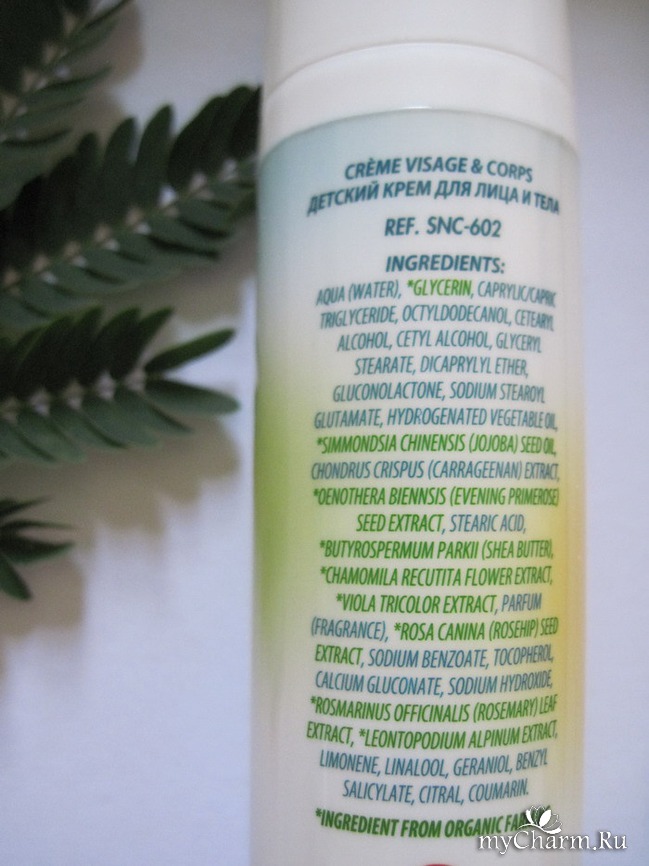 CRÈME VISAGE & CORPS
ДЕТСКИЙ КРЕМ ДЛЯ ЛИЦА И ТЕЛА
REF. SNC-602
INGREDIENTS:
AQUA (WATER), *GLYCERIN, CAPRYLIC/CAPRIC
TRIGLYCERIDE, OCTYLDODECANOL, CETEARYL
ALCOHOL, CETYL ALCOHOL, GLYCERYL
STEARATE, DICAPRYLYL ETHER,
GLUCONOLACTONE, SODIUM STEAROYL
GLUTAMATE, HYDROGENATED VEGETABLE OIL,
*SIMMONDSIA CHINENSIS (JOJOBA) SEED OIL,
CHONDRUS CRISPUS (CARRAGEENAN) EXTRACT,
*OENOTHERA BIENNSIS (EVENING PRIMEROSE)
SEED EXTRACT, STEARIC ACID,
*BUTYROSPERMUM PARKII (SHEA BUTTER),
*CHAMOMILA RECUTITA FLOWER EXTRACT,
*VIOLA TRICOLOR EXTRACT, PARFUM
(FRAGRANCE), *ROSA CANINA (ROSEHIP) SEED
EXTRACT, SODIUM BENZOATE, TOCOPHEROL,
CALCIUM GLUCONATE, SODIUM HYDROXIDE,
*ROSMARINUS OFFICINALIS (ROSEMARY) LEAF
EXTRACT, *LEONTOPODIUM ALPINUM EXTRACT,
LIMONENE, LINALOOL, GERANIOL, BENZYL
SALICYLATE, CITRAL, COUMARIN.
*INGREDIENT FROM ORGANIC
myCharm.Ru